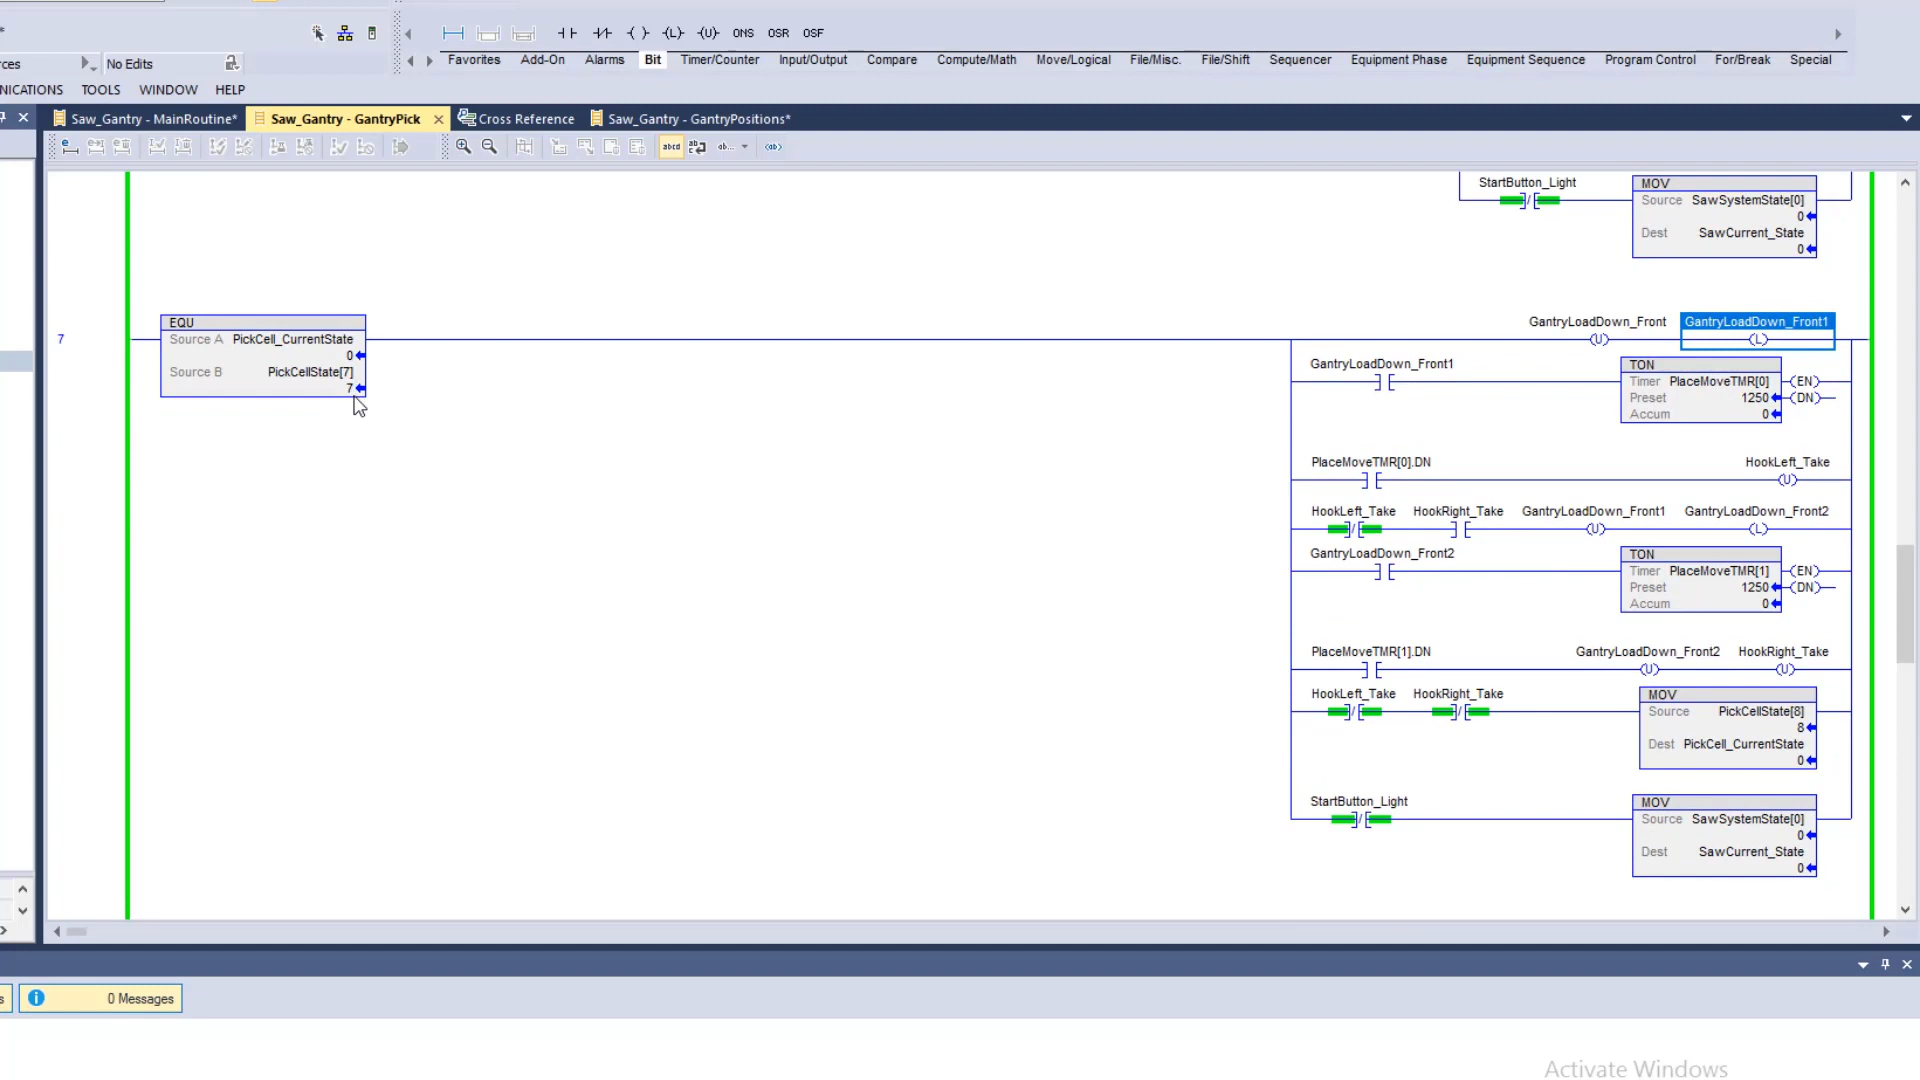 ONS OSR OSF
ces No Edits
Favorites Add-On Alarms Bit Timer/Counter Input/Output Compare Compute/Math Move/Logical File/Misc. File/Shift Sequencer Equipment Phase Equipment Sequence Program Control For/Break Special
NICATIONS TOOLS WINDOW HELP
Saw_Gantry - MainRoutine* Saw_Gantry - GantryPick Cross Reference Saw_Gantry - GantryPositions*
abcd ab...
StartButton_Light MOV
Source SawSystemState[0]
0
Dest SawCurrent_State
0
EQU GantryLoadDown_Front GantryLoadDown_Front1
7 Source A PickCell_CurrentState U L
0
Source B PickCellState[7]
7
GantryLoadDown_Front1 TON
Timer PlaceMoveTMR[0] EN
Preset 1250 DN
Accum 0
PlaceMoveTMR[0].DN HookLeft_Take
U
HookLeft_Take HookRight_Take GantryLoadDown_Front1 GantryLoadDown_Front2
U L
GantryLoadDown_Front2 TON
Timer PlaceMoveTMR[1] EN
Preset 1250 DN
Accum 0
PlaceMoveTMR[1].DN GantryLoadDown_Front2 HookRight_Take
U U
HookLeft_Take HookRight_Take MOV
Source PickCellState[8]
8
Dest PickCell_CurrentState
0
StartButton_Light MOV
Source SawSystemState[0]
0
Dest SawCurrent_State
0
s 0 Messages
Activate Windows